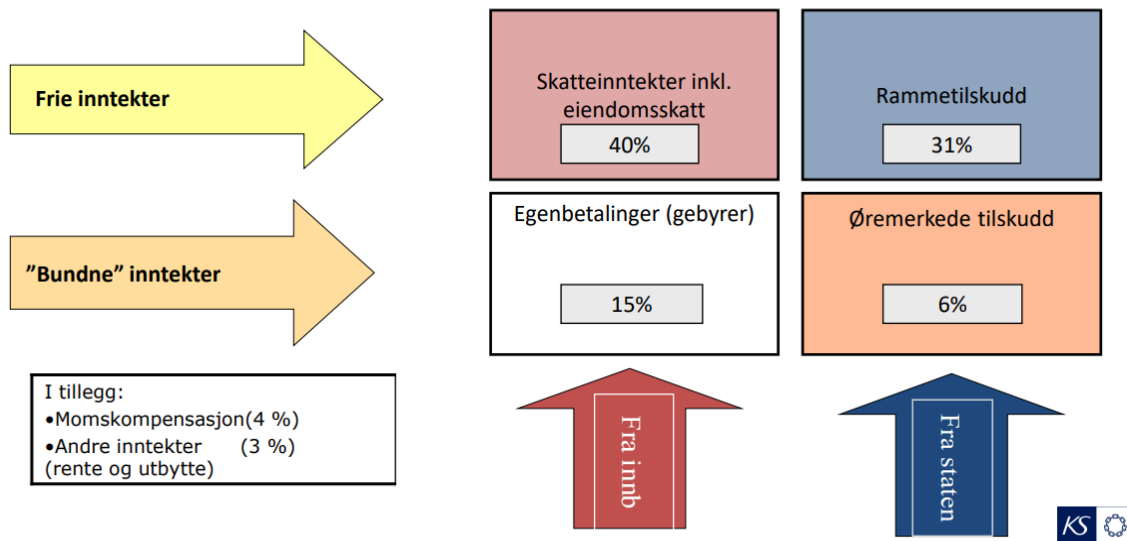 Frie inntekter
Skatteinntekter inkl.
eiendomsskatt
40%
Rammetilskudd
31%
”Bundne” inntekter
Egenbetalinger (gebyrer)
15%
Øremerkede tilskudd
6%
I tillegg:
•Momskompensasjon(4 %)
•Andre inntekter (3 %)
(rente og utbytte)
Fra innb
Fra staten
KS